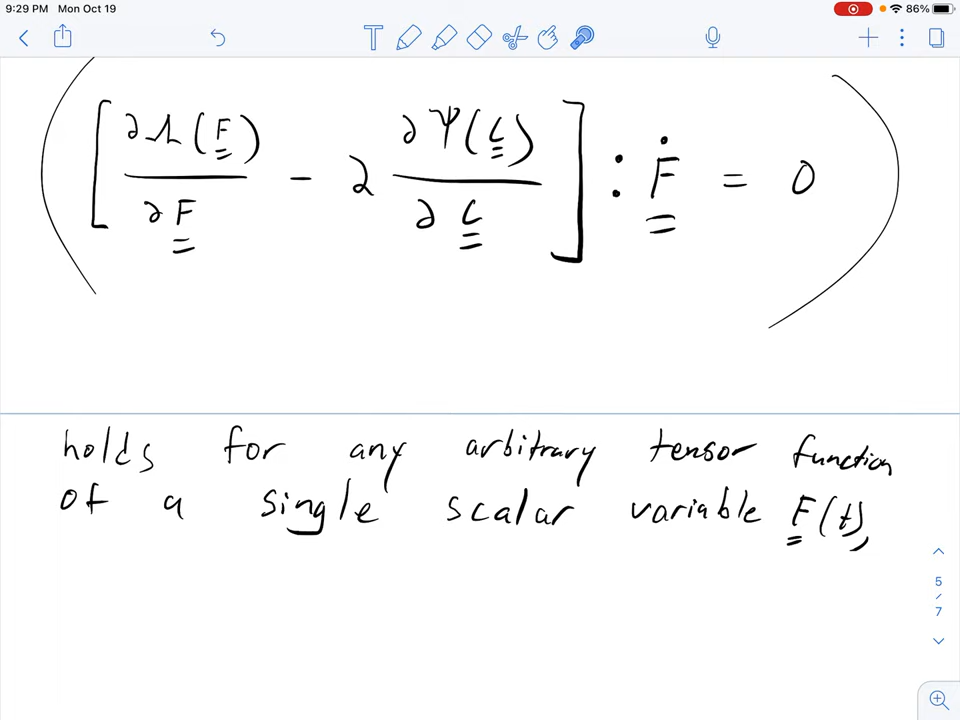 9:29 PM Mon Oct 19 86%
( [ ∂Λ(F) / ∂F − 2 ∂Ψ(C) / ∂C ] : Ḟ = 0 )
holds for any arbitrary tensor function
of a single scalar variable F(t),
5
/
7